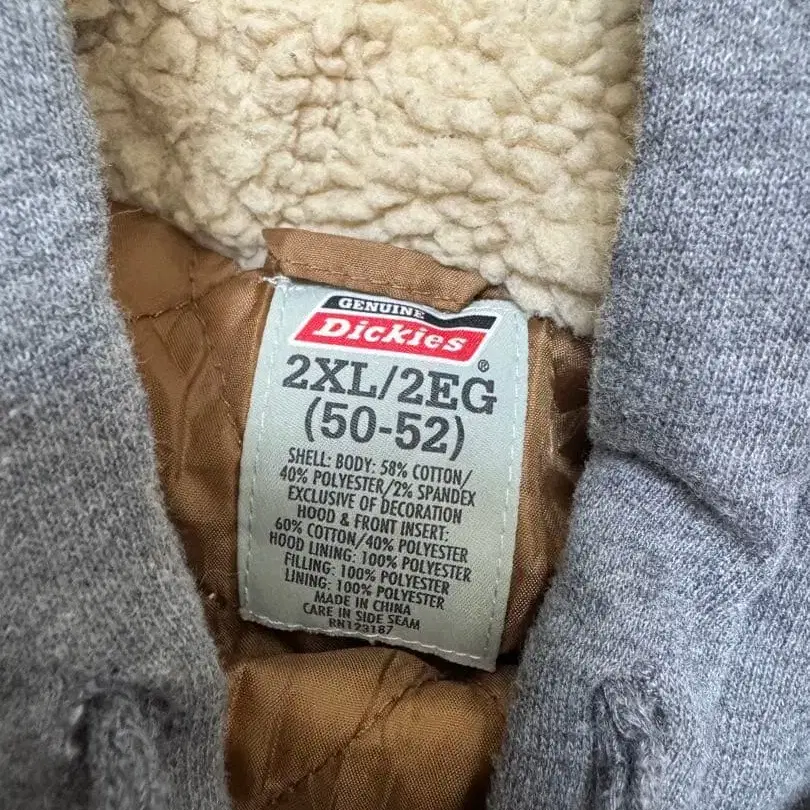 GENUINE
Dickies®
2XL/2EG
(50-52)
SHELL: BODY: 58% COTTON/
40% POLYESTER/2% SPANDEX
EXCLUSIVE OF DECORATION
HOOD & FRONT INSERT:
60% COTTON/40% POLYESTER
HOOD LINING: 100% POLYESTER
FILLING: 100% POLYESTER
LINING: 100% POLYESTER
MADE IN CHINA
CARE IN SIDE SEAM
RN123187